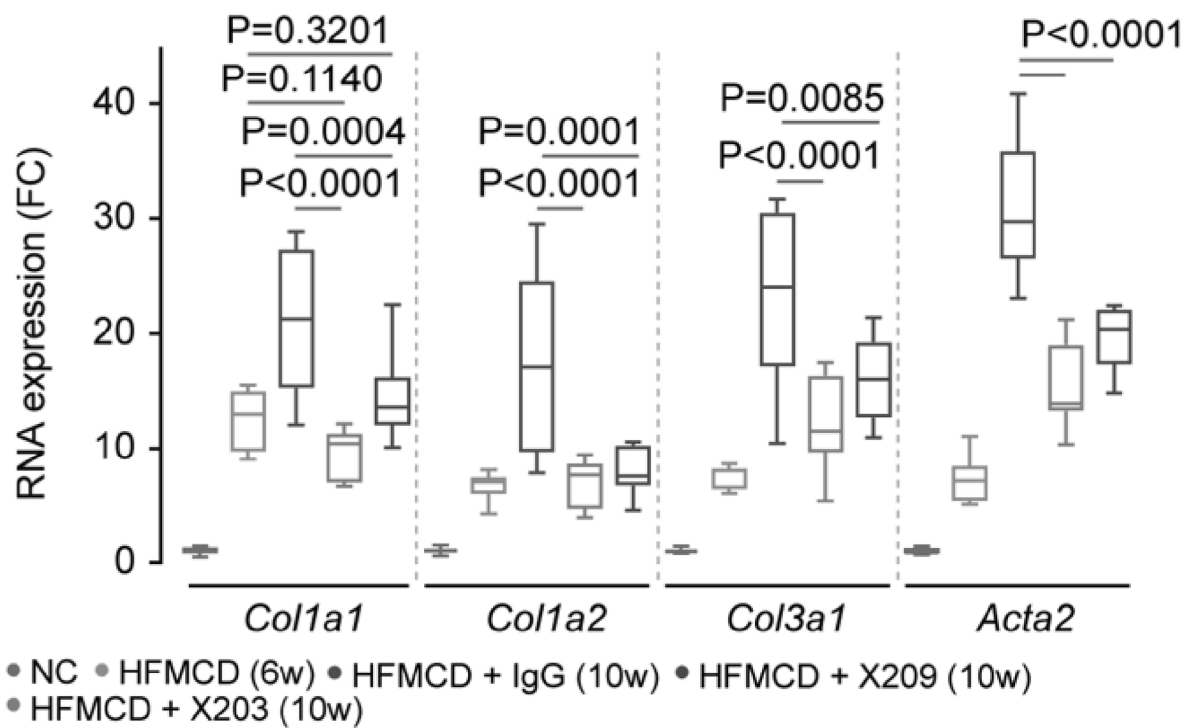 P=0.3201
P<0.0001
P=0.1140
P=0.0085
P=0.0004
P=0.0001
P<0.0001
P<0.0001
P<0.0001
RNA expression (FC)
40
30
20
10
0
Col1a1
Col1a2
Col3a1
Acta2
NC
HFMCD (6w)
HFMCD + IgG (10w)
HFMCD + X209 (10w)
HFMCD + X203 (10w)